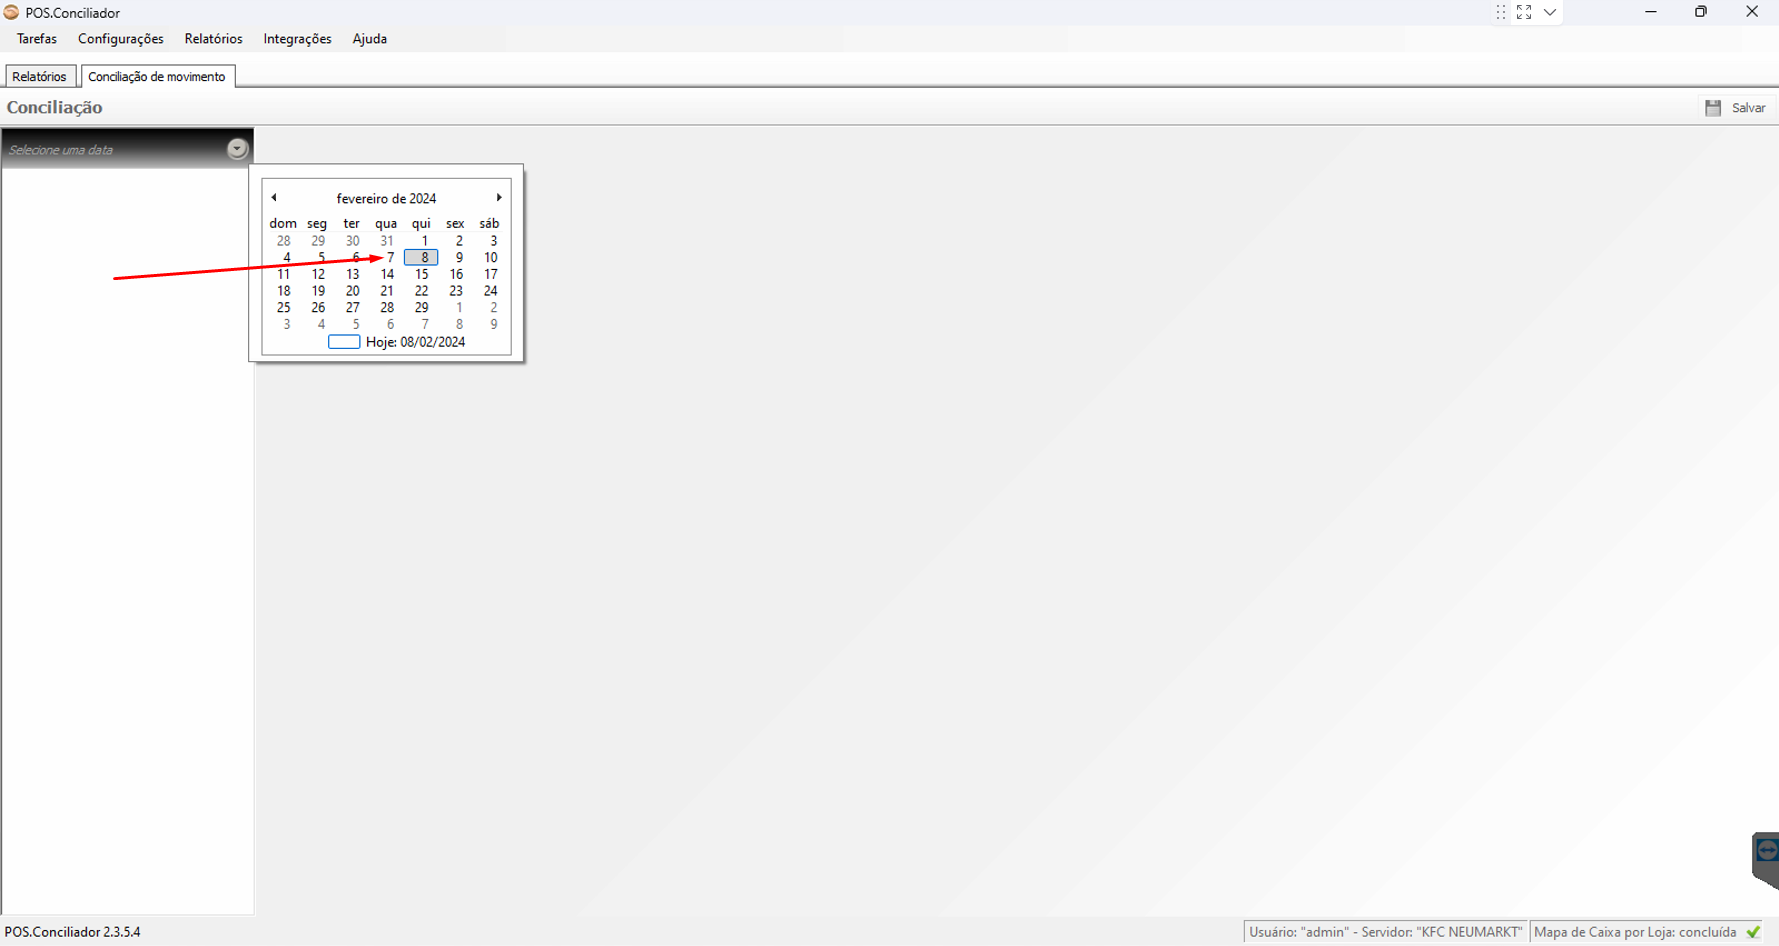 POS.Conciliador
Tarefas Configurações Relatórios Integrações Ajuda
Relatórios Conciliação de movimento
Conciliação Salvar
Selecione uma data
fevereiro de 2024
dom seg ter qua qui sex sáb
28 29 30 31 1 2 3
4 5 6 7 8 9 10
11 12 13 14 15 16 17
18 19 20 21 22 23 24
25 26 27 28 29 1 2
3 4 5 6 7 8 9
Hoje: 08/02/2024
POS.Conciliador 2.3.5.4 Usuário: "admin" - Servidor: "KFC NEUMARKT" Mapa de Caixa por Loja: concluída